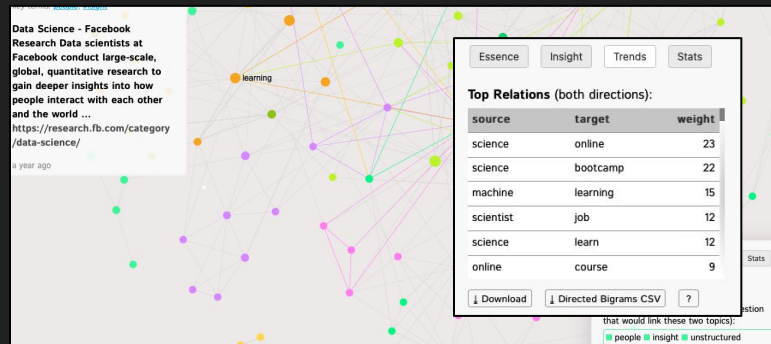 key terms: people, insight
Data Science - Facebook
Research Data scientists at
Facebook conduct large-scale,
global, quantitative research to
gain deeper insights into how
people interact with each other
and the world ...
https://research.fb.com/category
/data-science/
a year ago
learning
Essence Insight Trends Stats
Top Relations (both directions):
source target weight
science online 23
science bootcamp 22
machine learning 15
scientist job 12
science learn 12
online course 9
Download Directed Bigrams CSV ?
Stats
that would link these two topics):
people insight unstructured